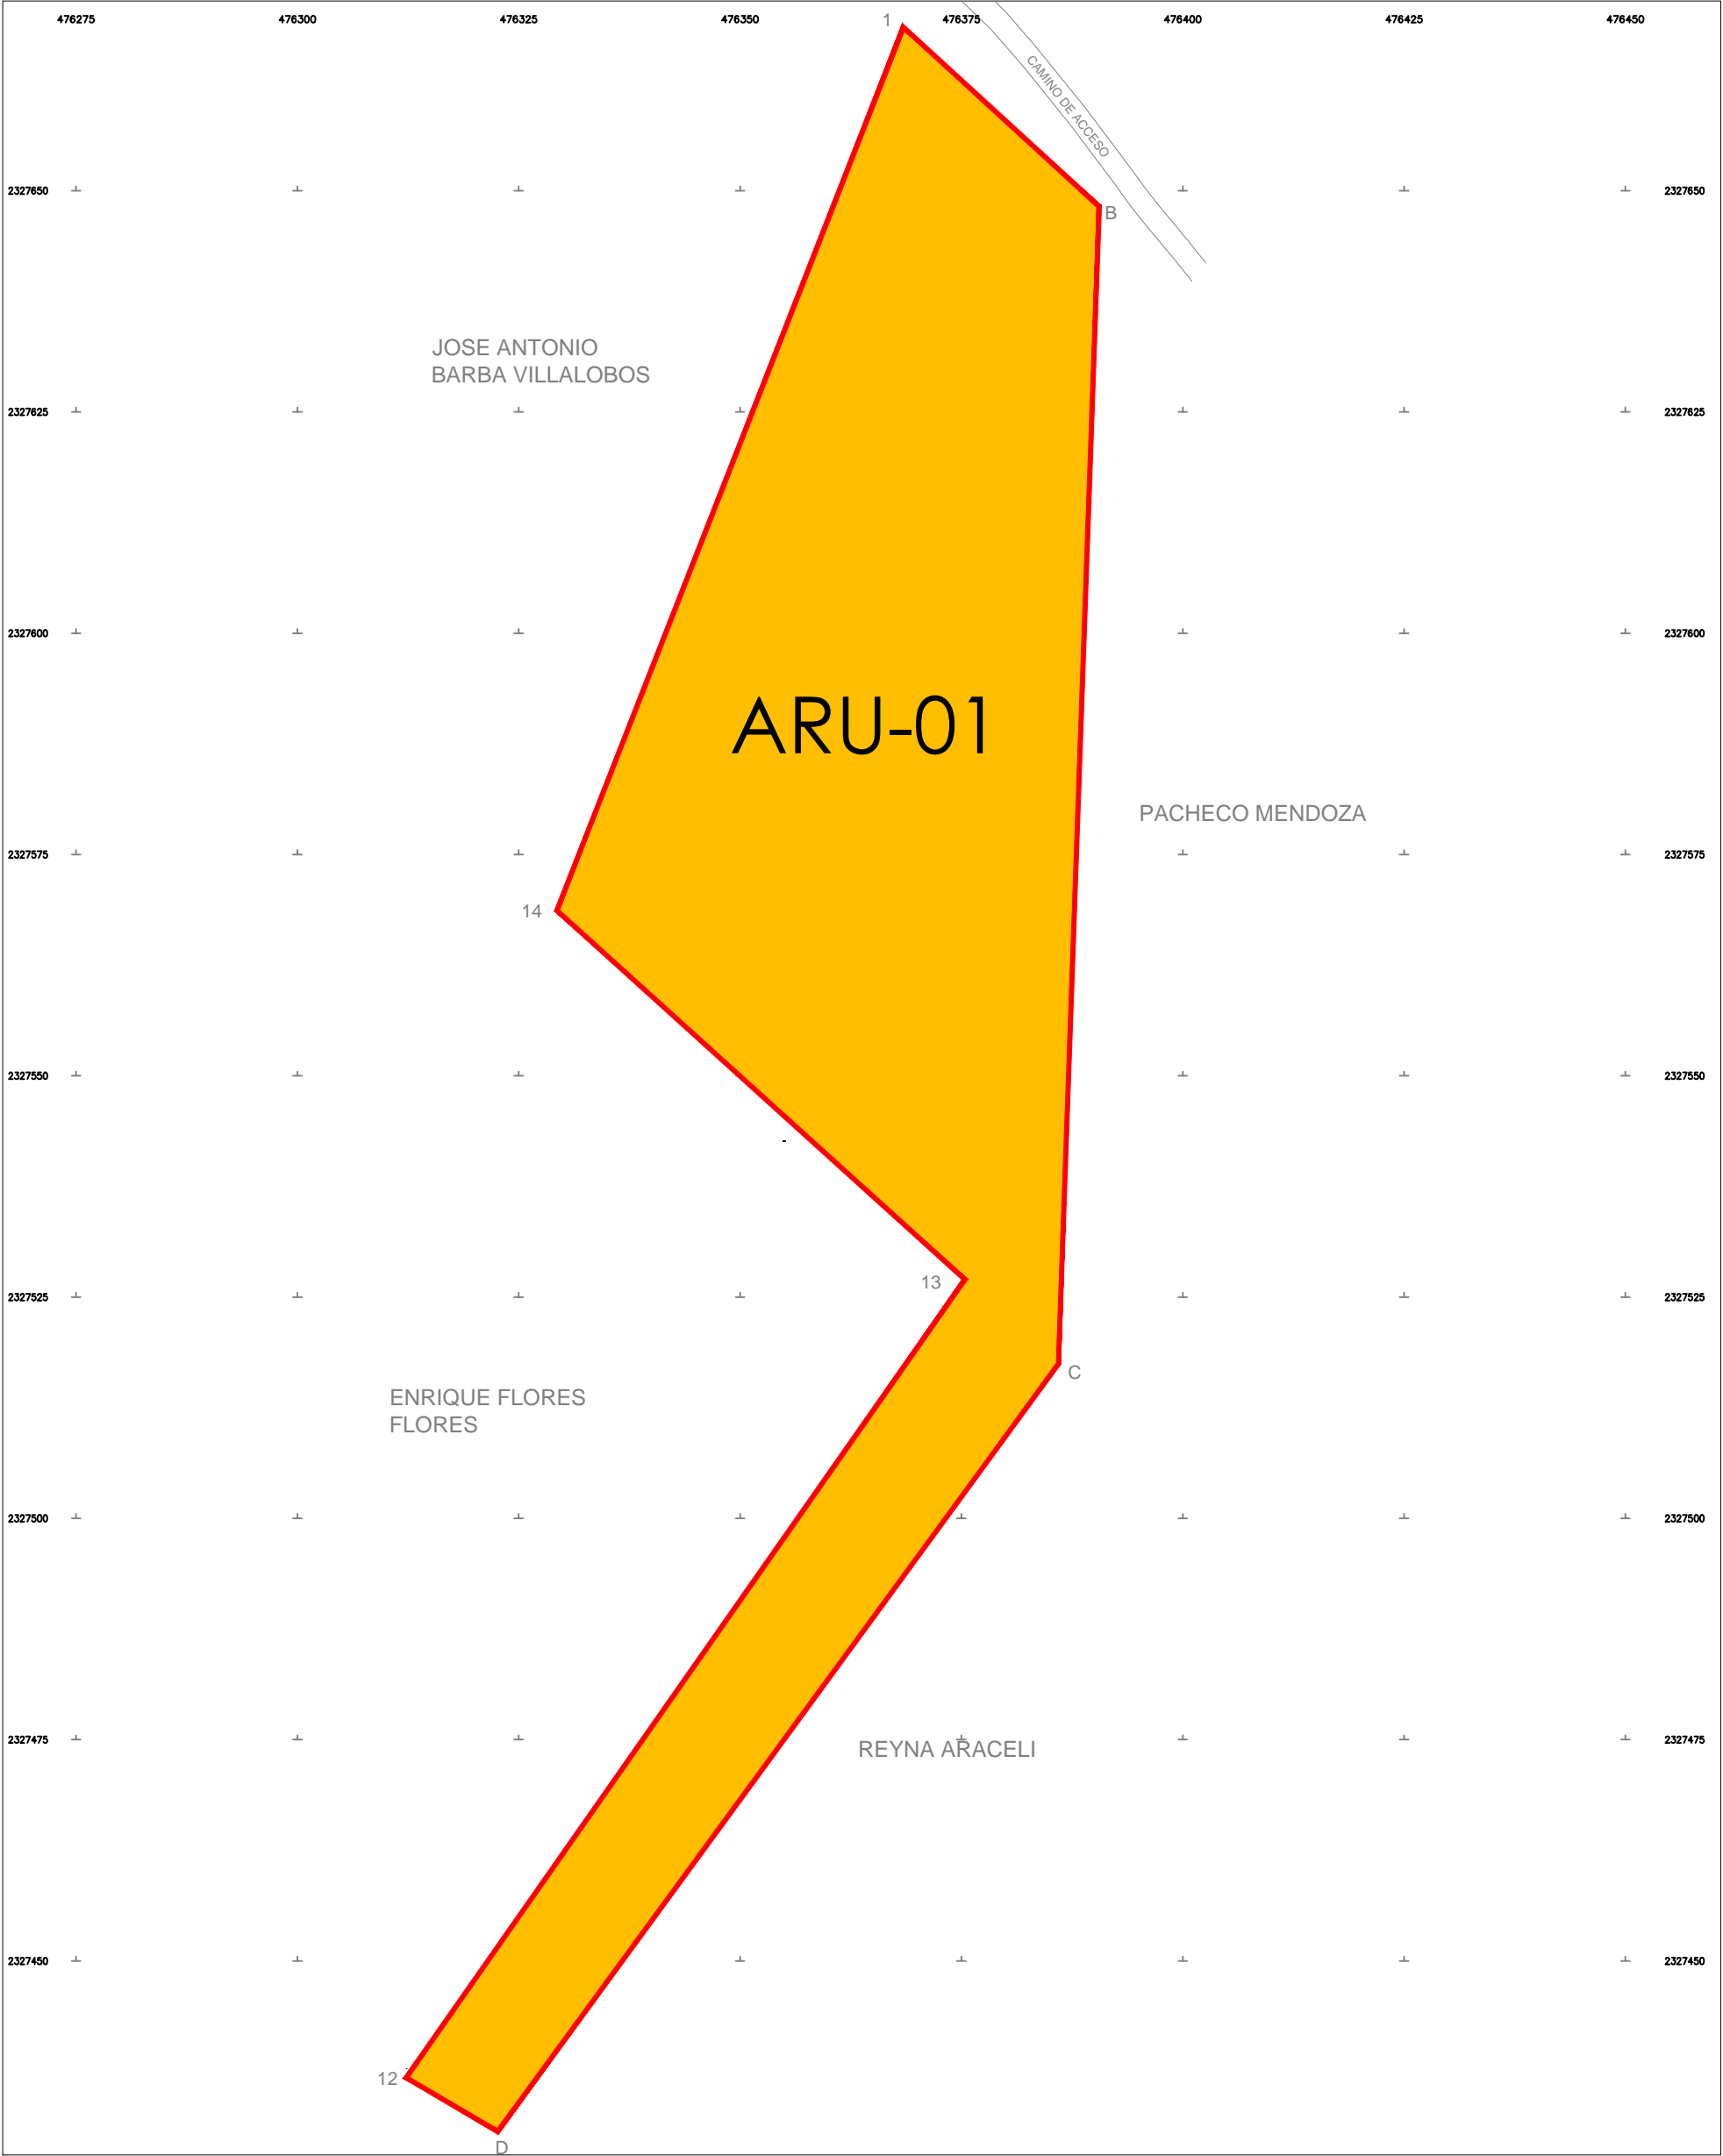 476275 476300 476325 476350 1 476375 476400 476425 476450
CAMINO DE ACCESO
2327650 2327650
B
JOSE ANTONIO
BARBA VILLALOBOS
2327625 2327625
2327600 2327600
ARU-01
PACHECO MENDOZA
2327575 2327575
14
2327550 2327550
13
2327525 2327525
C
ENRIQUE FLORES
FLORES
2327500 2327500
2327475 2327475
REYNA ARACELI
2327450 2327450
12
D